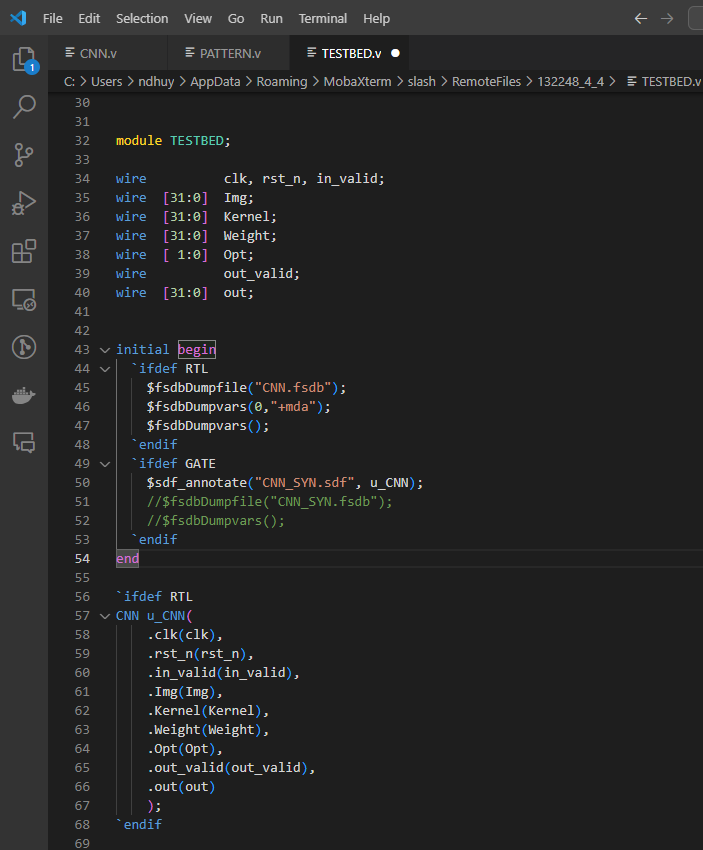 File Edit Selection View Go Run Terminal Help
CNN.v PATTERN.v TESTBED.v
C: > Users > ndhuy > AppData > Roaming > MobaXterm > slash > RemoteFiles > 132248_4_4 > TESTBED.v
1
30
31
32 module TESTBED;
33
34 wire          clk, rst_n, in_valid;
35 wire  [31:0]  Img;
36 wire  [31:0]  Kernel;
37 wire  [31:0]  Weight;
38 wire  [ 1:0]  Opt;
39 wire          out_valid;
40 wire  [31:0]  out;
41
42
43 initial begin
44   `ifdef RTL
45     $fsdbDumpfile("CNN.fsdb");
46     $fsdbDumpvars(0,"+mda");
47     $fsdbDumpvars();
48   `endif
49   `ifdef GATE
50     $sdf_annotate("CNN_SYN.sdf", u_CNN);
51     //$fsdbDumpfile("CNN_SYN.fsdb");
52     //$fsdbDumpvars();
53   `endif
54 end
55
56 `ifdef RTL
57 CNN u_CNN(
58     .clk(clk),
59     .rst_n(rst_n),
60     .in_valid(in_valid),
61     .Img(Img),
62     .Kernel(Kernel),
63     .Weight(Weight),
64     .Opt(Opt),
65     .out_valid(out_valid),
66     .out(out)
67     );
68 `endif
69